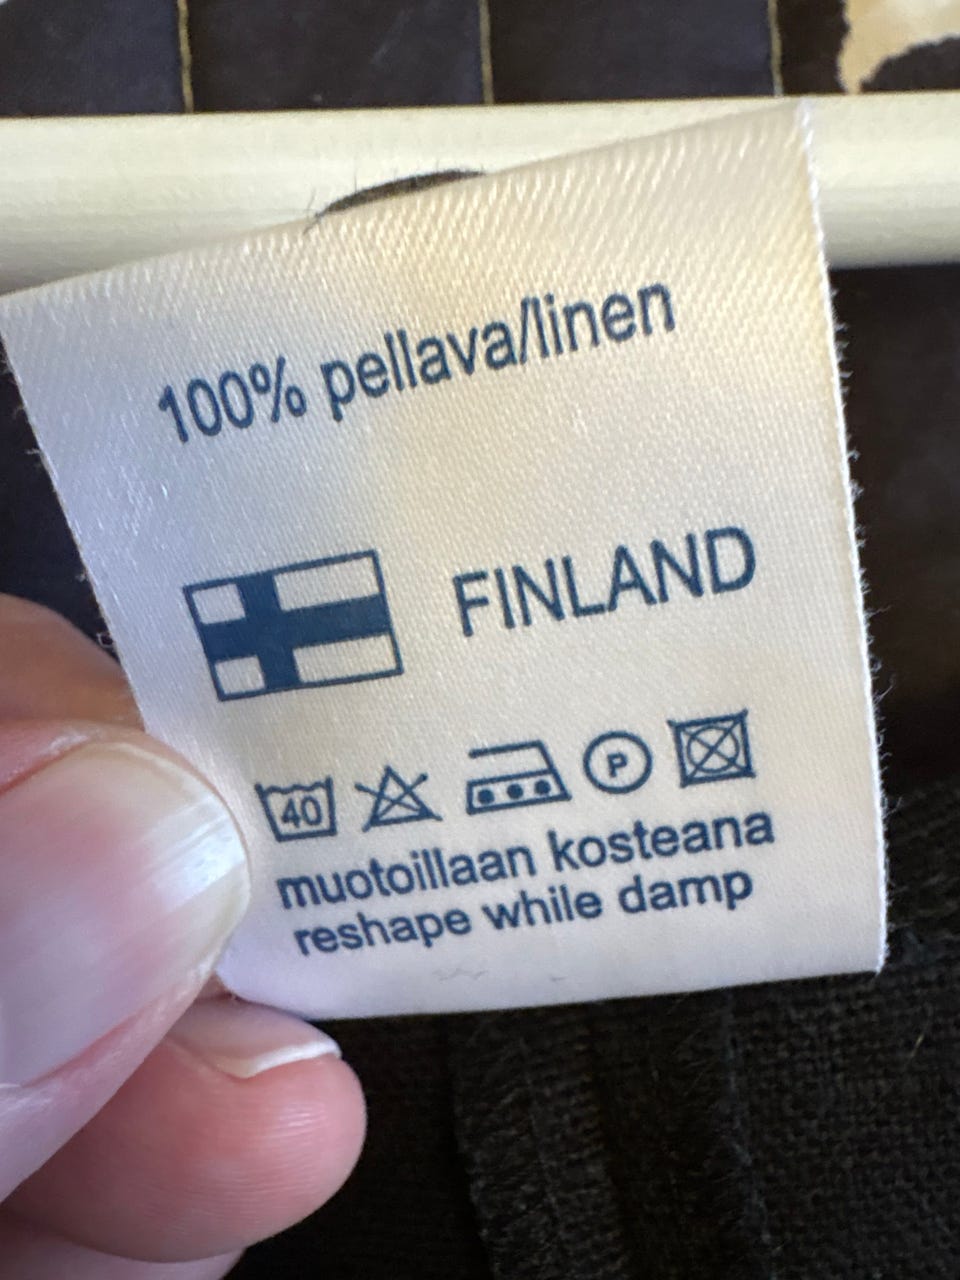 100% pellava/linen
FINLAND
40 P
muotoillaan kosteana
reshape while damp